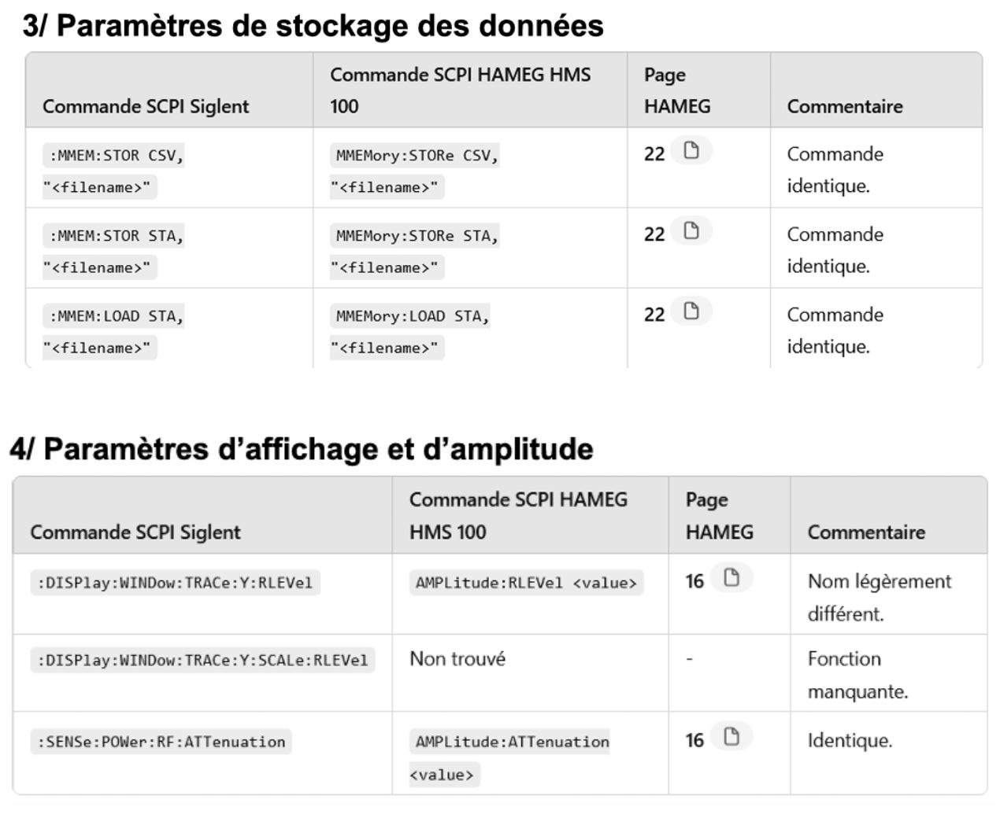 3/ Paramètres de stockage des données
Commande SCPI Siglent
Commande SCPI HAMEG HMS
100
Page
HAMEG
Commentaire
:MMEM:STOR CSV,
"<filename>"
MMEMory:STORe CSV,
"<filename>"
22
Commande
identique.
:MMEM:STOR STA,
"<filename>"
MMEMory:STORe STA,
"<filename>"
22
Commande
identique.
:MMEM:LOAD STA,
"<filename>"
MMEMory:LOAD STA,
"<filename>"
22
Commande
identique.
4/ Paramètres d’affichage et d’amplitude
Commande SCPI Siglent
Commande SCPI HAMEG
HMS 100
Page
HAMEG
Commentaire
:DISPlay:WINDow:TRACe:Y:RLEVel
AMPLitude:RLEVel <value>
16
Nom légèrement
différent.
:DISPlay:WINDow:TRACe:Y:SCALe:RLEVel
Non trouvé
-
Fonction
manquante.
:SENSe:POWer:RF:ATTenuation
AMPLitude:ATTenuation
<value>
16
Identique.